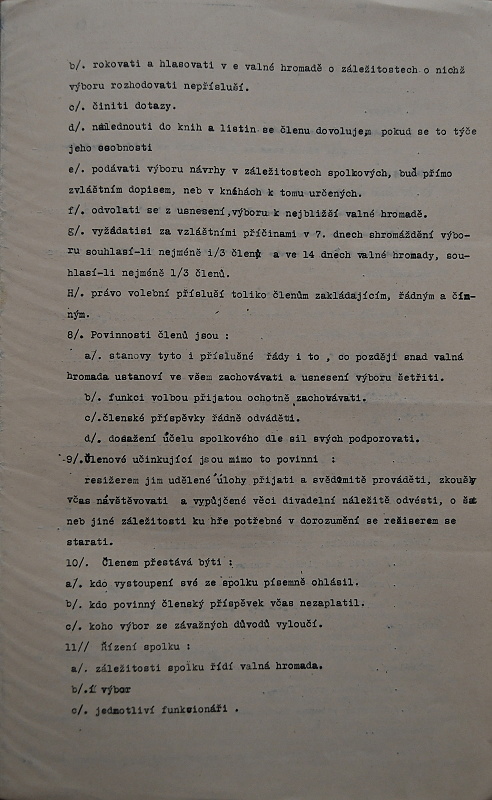 b/. rokovati a hlasovati v e valné hromadě o záležitostech o nichž
výboru rozhodovati nepřísluší.
c/. činiti dotazy.
d/. následnouti do knih a listin se členu dovolujem pokud se to týče
jeho osobnosti
e/. podávati výboru návrhy v záležitostech spolkových, buď přímo
zvláštním dopisem, neb v knáhách k tomu určených.
f/. odvolati se z usnesení,výboru k nejbližší valné hromadě.
g/. vyžádatisi za vzláštními příčinami v 7. dnech shromáždění výbo-
ru souhlasí-li nejméně i/3 členů a ve 14 dnech valné hromady, sou-
hlasí-li nejméně 1/3 členů.
H/. právo volební přísluší toliko členům zakládajícím, řádným a čin-
ným.
8/. Povinnosti členů jsou :
a/. stanovy tyto i příslušné řády i to , co později snad valná
hromada ustanoví ve všem zachovávati a usnesení výboru šetřiti.
b/. funkci volbou přijatou ochotně zachovávati.
c/.členské příspěvky řádně odváděti.
d/. dosažení účelu spolkového dle sil svých podporovati.
-9/.Členové učinkující jsou mimo to povinni :
resižerem jim udělené úlohy přijati a svědomitě prováděti, zkoušky
včas návštěvovati a vypůjčené věci divadelní náležitě odvésti, o šat
neb jiné záležitosti ku hře potřebné v dorozumění se režiserem se
starati.
10/. Členem přestává býti :
a/. kdo vystoupení své ze spolku písemně ohlásil.
b/. kdo povinný členský příspěvek včas nezaplatil.
c/. koho výbor ze závažných důvodů vyloučí.
11// Řízení spolku :
a/. záležitosti spolku řídí valná hromada.
b/. výbor
c/. jednotliví funkcionáři .